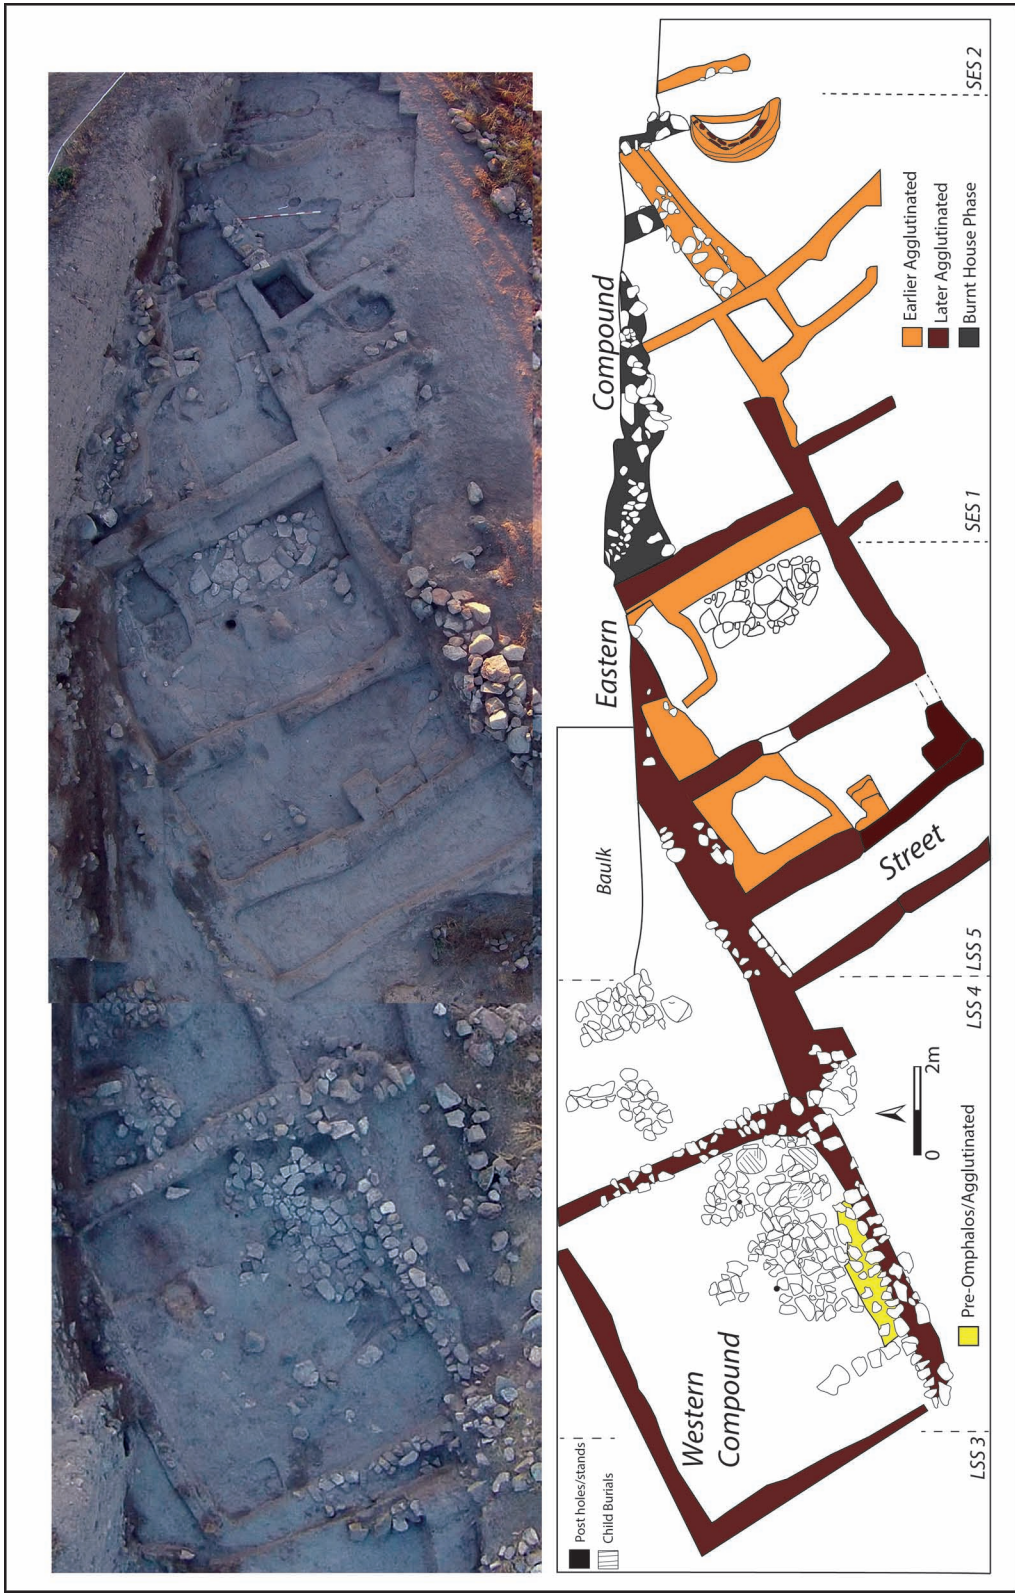 Post holes/stands
Child Burials
LSS 3
Western
Compound
Pre-Omphalos/Agglutinated
0
2m
LSS 4
LSS 5
Baulk
Street
Eastern
Compound
SES 1
SES 2
Earlier Agglutinated
Later Agglutinated
Burnt House Phase